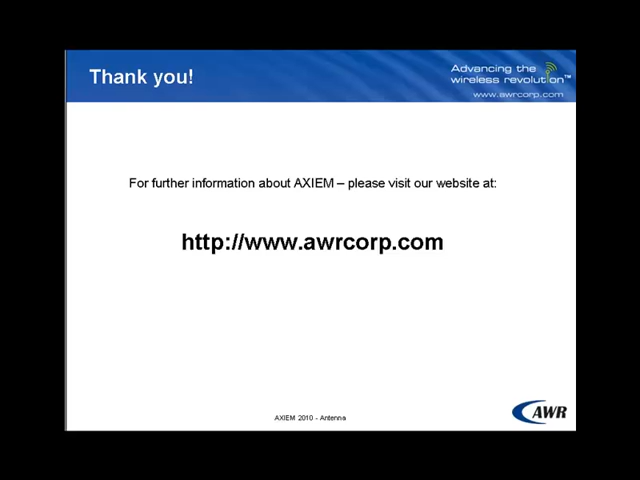 Thank you!
Advancing the
wireless revolution™
www.awrcorp.com
For further information about AXIEM – please visit our website at:
http://www.awrcorp.com
AXIEM 2010 - Antenna
AWR